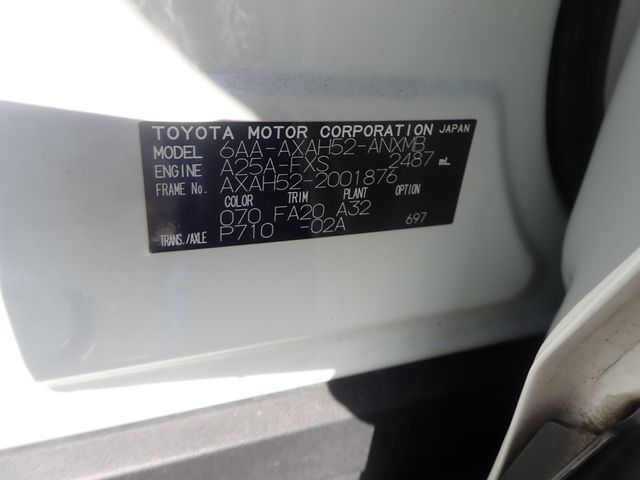 TOYOTA MOTOR CORPORATION JAPAN
MODEL 6AA-AXAH52-ANXMB
ENGINE A25A-FXS 2487 mL
FRAME No. AXAH52-2001876
COLOR TRIM PLANT OPTION
070 FA20 A32
697
TRANS./AXLE P710 -02A